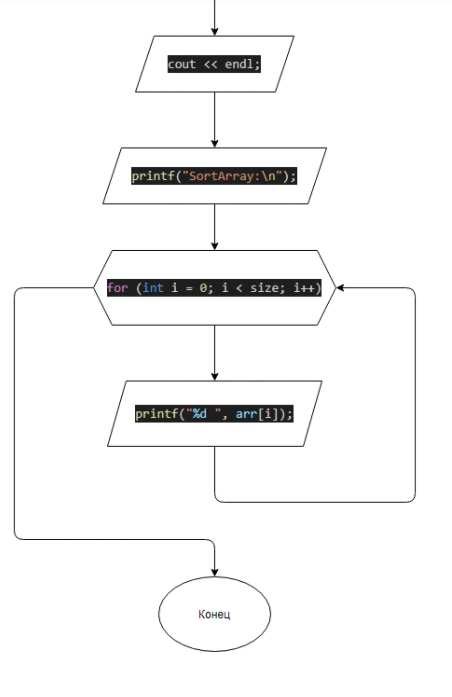 cout << endl;
printf("SortArray:\n");
for (int i = 0; i < size; i++)
printf("%d ", arr[i]);
Конец